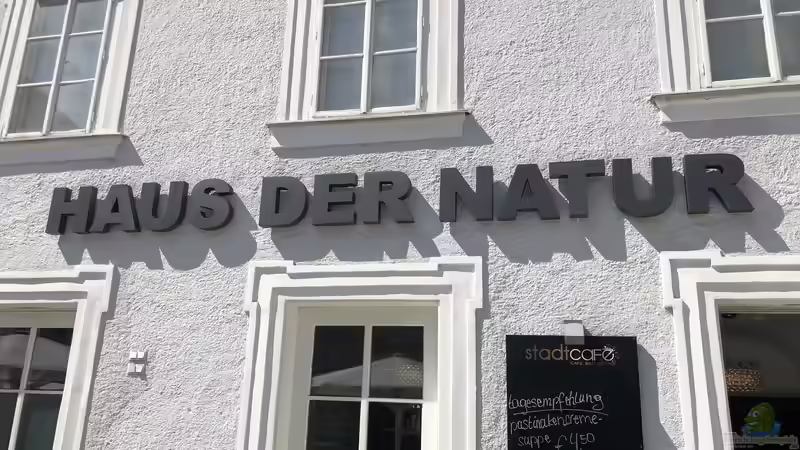 HAUS DER NATUR
stadtcafé
tagesempfehlung
pastinakencreme-
suppe € 4,50